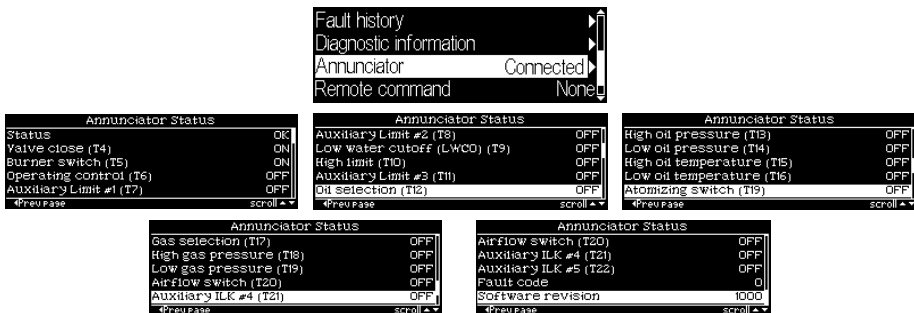 Fault history
Diagnostic information
Annunciator Connected
Remote command None
Annunciator Status
Status OK
Valve close (T4) ON
Burner switch (T5) ON
Operating control (T6) OFF
Auxiliary Limit #1 (T7) OFF
Prev Page scroll
Annunciator Status
Auxiliary Limit #2 (T8) OFF
Low water cutoff (LWCO) (T9) OFF
High limit (T10) OFF
Auxiliary Limit #3 (T11) OFF
Oil selection (T12) OFF
Prev Page scroll
Annunciator Status
High oil pressure (T13) OFF
Low oil pressure (T14) OFF
High oil temperature (T15) OFF
Low oil temperature (T16) OFF
Atomizing switch (T19) OFF
Prev Page scroll
Annunciator Status
Gas selection (T17) OFF
High gas pressure (T18) OFF
Low gas pressure (T19) OFF
Airflow switch (T20) OFF
Auxiliary ILK #4 (T21) OFF
Prev Page scroll
Annunciator Status
Airflow switch (T20) OFF
Auxiliary ILK #4 (T21) OFF
Auxiliary ILK #5 (T22) OFF
Fault code 0
Software revision 1000
Prev Page scroll